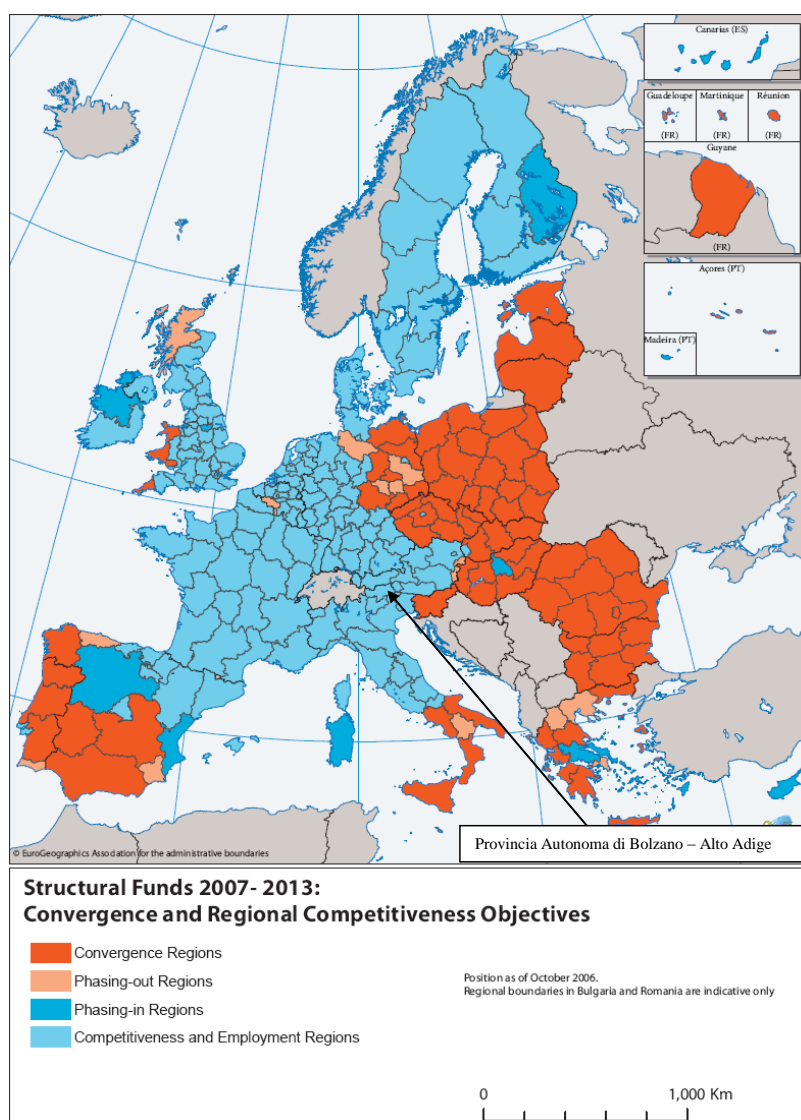 Canarias (ES)
Guadeloupe
Martinique
Réunion
(FR)
(FR)
(FR)
Guyane
(FR)
Açores (PT)
Madeira (PT)
© EuroGeographics Association for the administrative boundaries
Provincia Autonoma di Bolzano – Alto Adige
Structural Funds 2007- 2013:
Convergence and Regional Competitiveness Objectives
Convergence Regions
Phasing-out Regions
Phasing-in Regions
Competitiveness and Employment Regions
Position as of October 2006.
Regional boundaries in Bulgaria and Romania are indicative only
0
1,000 Km